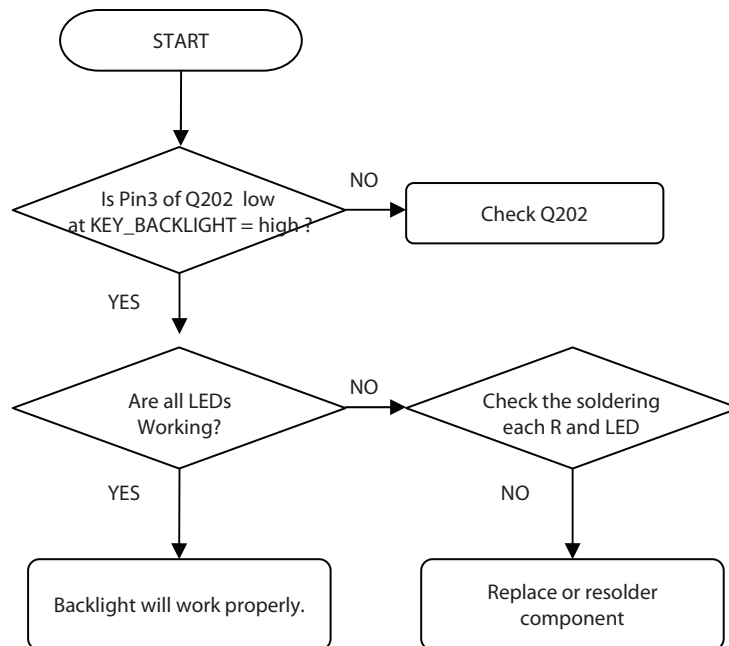 START
Is Pin3 of Q202 low
at KEY_BACKLIGHT = high ?
NO
Check Q202
YES
Are all LEDs
Working?
NO
Check the soldering
each R and LED
YES
NO
Backlight will work properly.
Replace or resolder
component